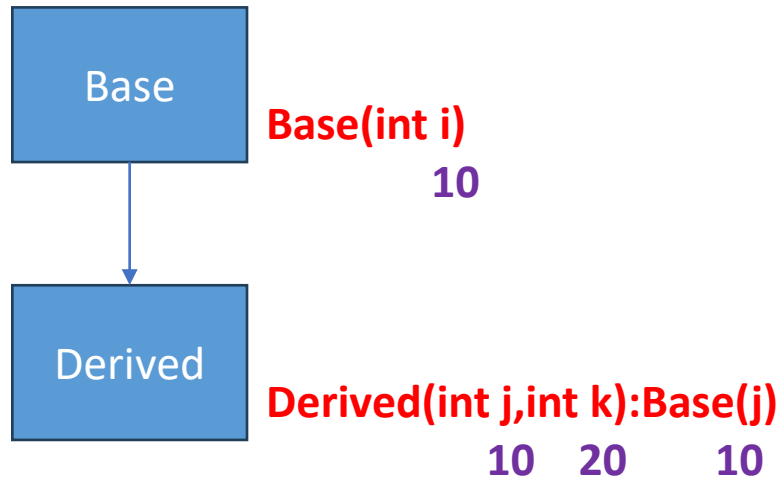 Base
Base(int i)
10
Derived
Derived(int j,int k):Base(j)
10 20 10